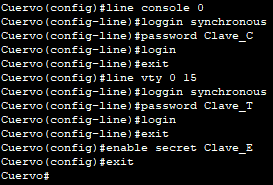 Cuervo(config)#line console 0
Cuervo(config-line)#loggin synchronous
Cuervo(config-line)#password Clave_C
Cuervo(config-line)#login
Cuervo(config-line)#exit
Cuervo(config)#line vty 0 15
Cuervo(config-line)#loggin synchronous
Cuervo(config-line)#password Clave_T
Cuervo(config-line)#login
Cuervo(config-line)#exit
Cuervo(config)#enable secret Clave_E
Cuervo(config)#exit
Cuervo#